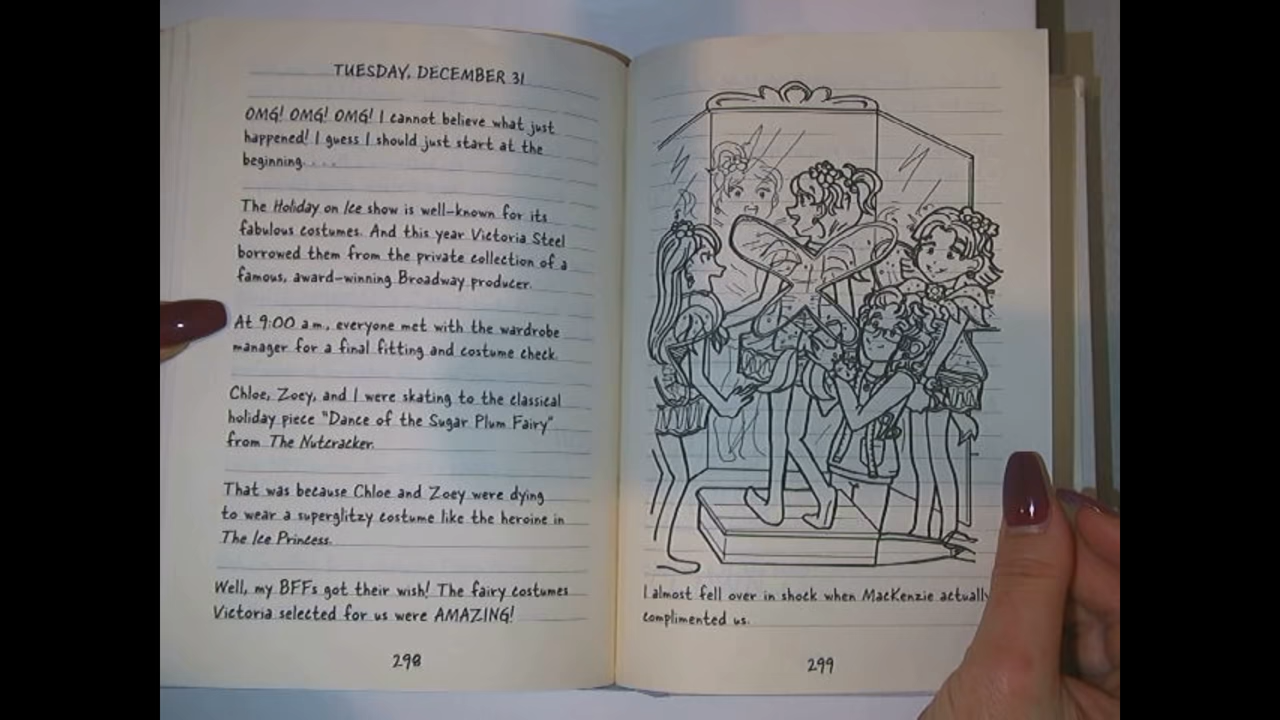 TUESDAY, DECEMBER 31
OMG! OMG! OMG! I cannot believe what just
happened! I guess I should just start at the
beginning. . . .
The Holiday on Ice show is well-known for its
fabulous costumes. And this year Victoria Steel
borrowed them from the private collection of a
famous, award-winning Broadway producer.
At 9:00 a.m., everyone met with the wardrobe
manager for a final fitting and costume check.
Chloe, Zoey, and I were skating to the classical
holiday piece "Dance of the Sugar Plum Fairy"
from The Nutcracker.
That was because Chloe and Zoey were dying
to wear a superglitzy costume like the heroine in
The Ice Princess.
Well, my BFFs got their wish! The fairy costumes
Victoria selected for us were AMAZING!
298
I almost fell over in shock when MacKenzie actually
complimented us.
299